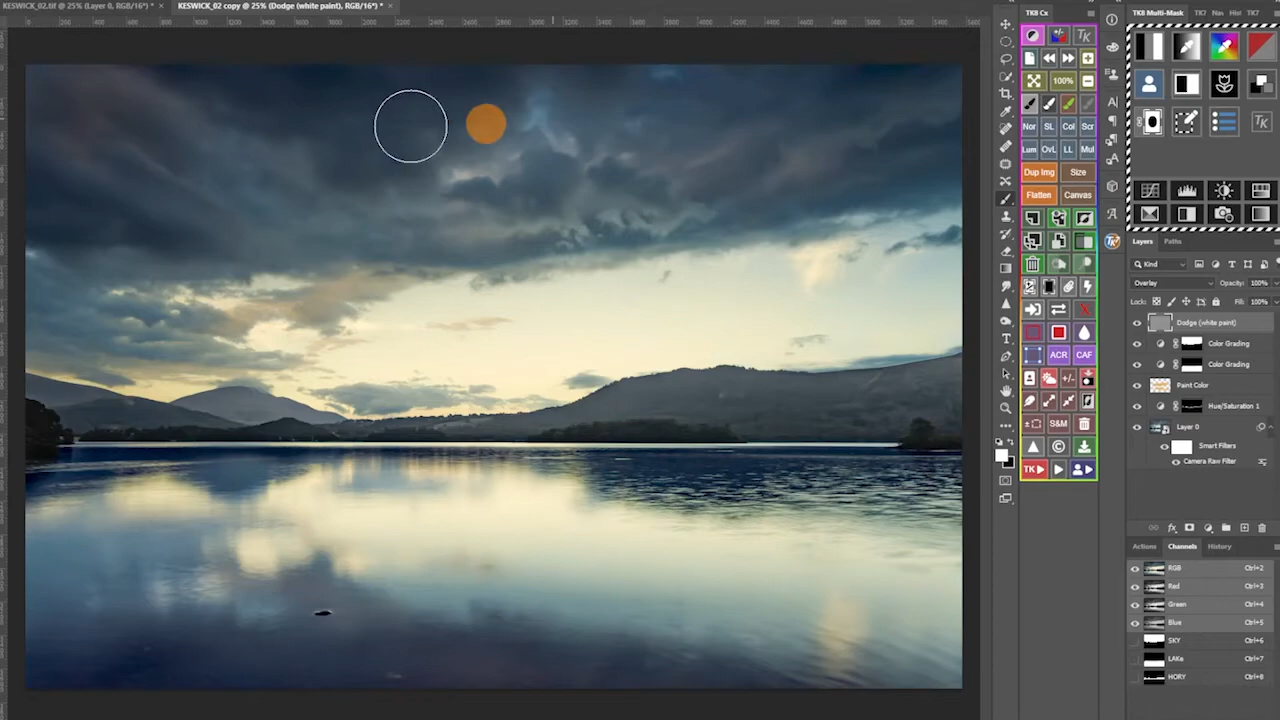 KESWICK_02.tif @ 25% (Layer 0, RGB/16*) *
KESWICK_02 copy @ 25% (Dodge (white paint), RGB/16*) *
TK8 Cx
TK8 Multi-Mask
TK7
Nav
Hist
TK7
100%
Nor
SL
Col
Scr
Lum
OvL
LL
Mul
Dup Img
Size
Flatten
Canvas
ACR
CAF
S&M
TK
Layers
Paths
Kind
Overlay
Opacity: 100%
Lock:
Fill: 100%
Dodge (white paint)
Color Grading
Color Grading
Paint Color
Hue/Saturation 1
Layer 0
Smart Filters
Camera Raw Filter
Actions
Channels
History
RGB Ctrl+2
Red Ctrl+3
Green Ctrl+4
Blue Ctrl+5
SKY Ctrl+6
LAKe Ctrl+7
HORY Ctrl+8